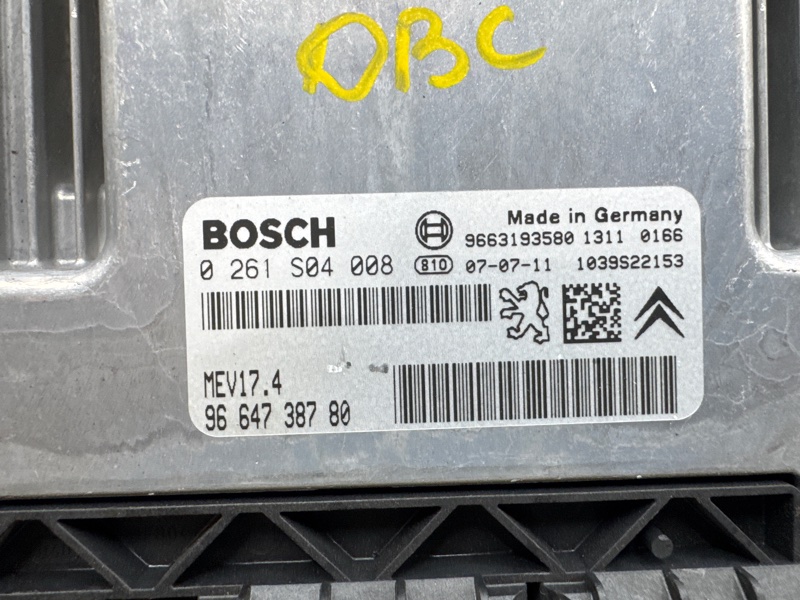 OBC
BOSCH
Made in Germany
9663193580 1311 0166
0 261 S04 008 810 07-07-11 1039S22153
MEV17.4
96 647 387 80